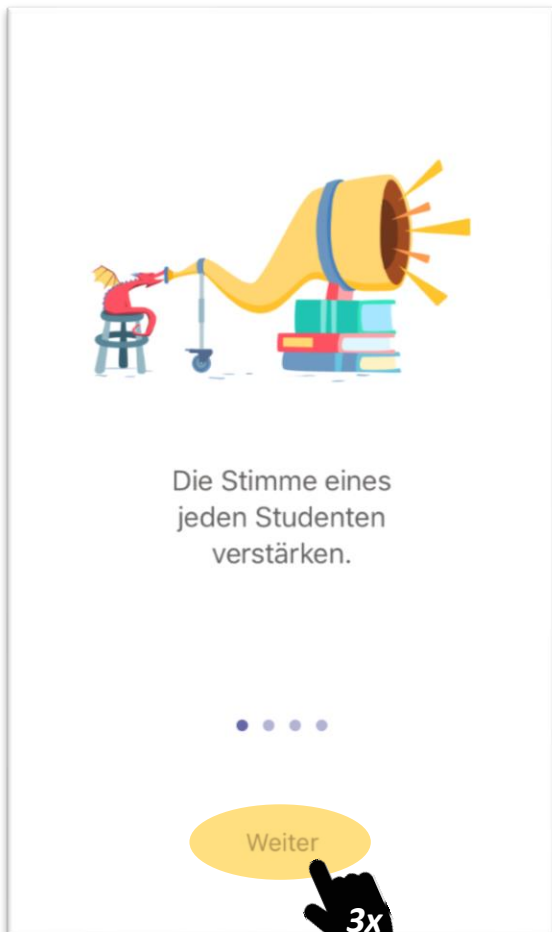 Die Stimme eines
jeden Studenten
verstärken.
Weiter
3x